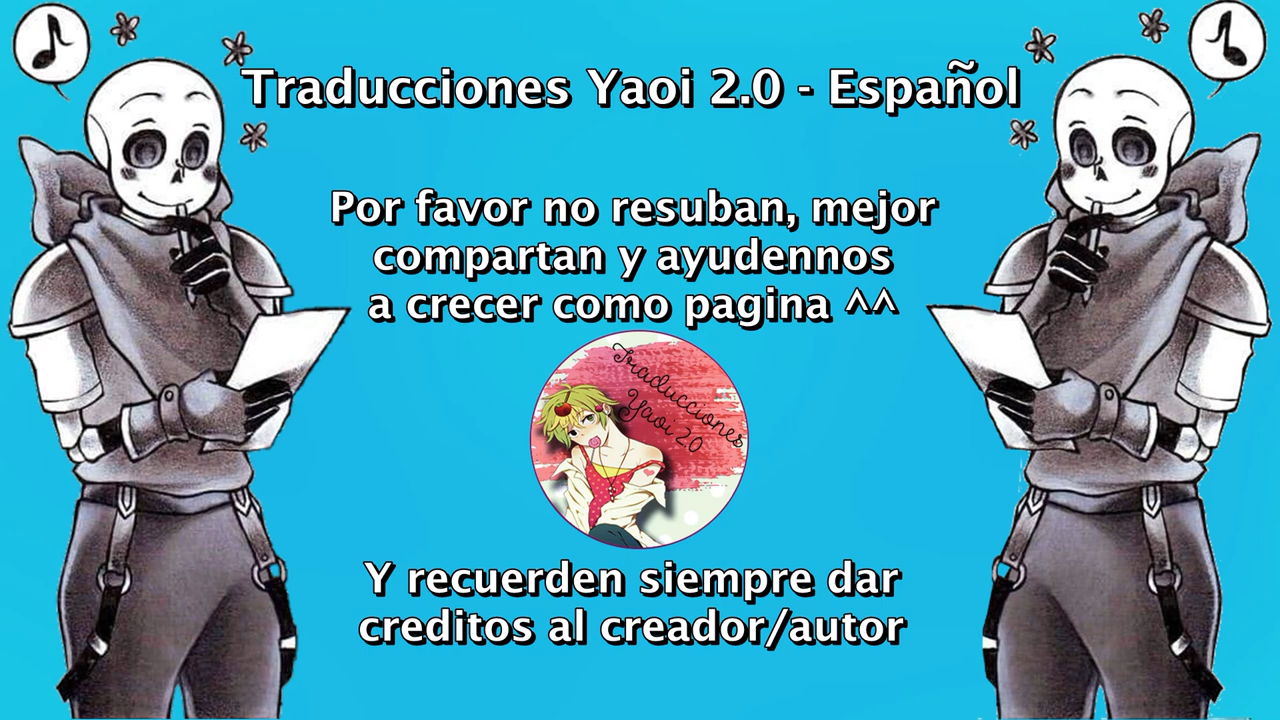 Traducciones Yaoi 2.0 - Español
Por favor no resuban, mejor
compartan y ayudennos
a crecer como pagina ^^
Traducciones
Yaoi 2.0
Y recuerden siempre dar
creditos al creador/autor